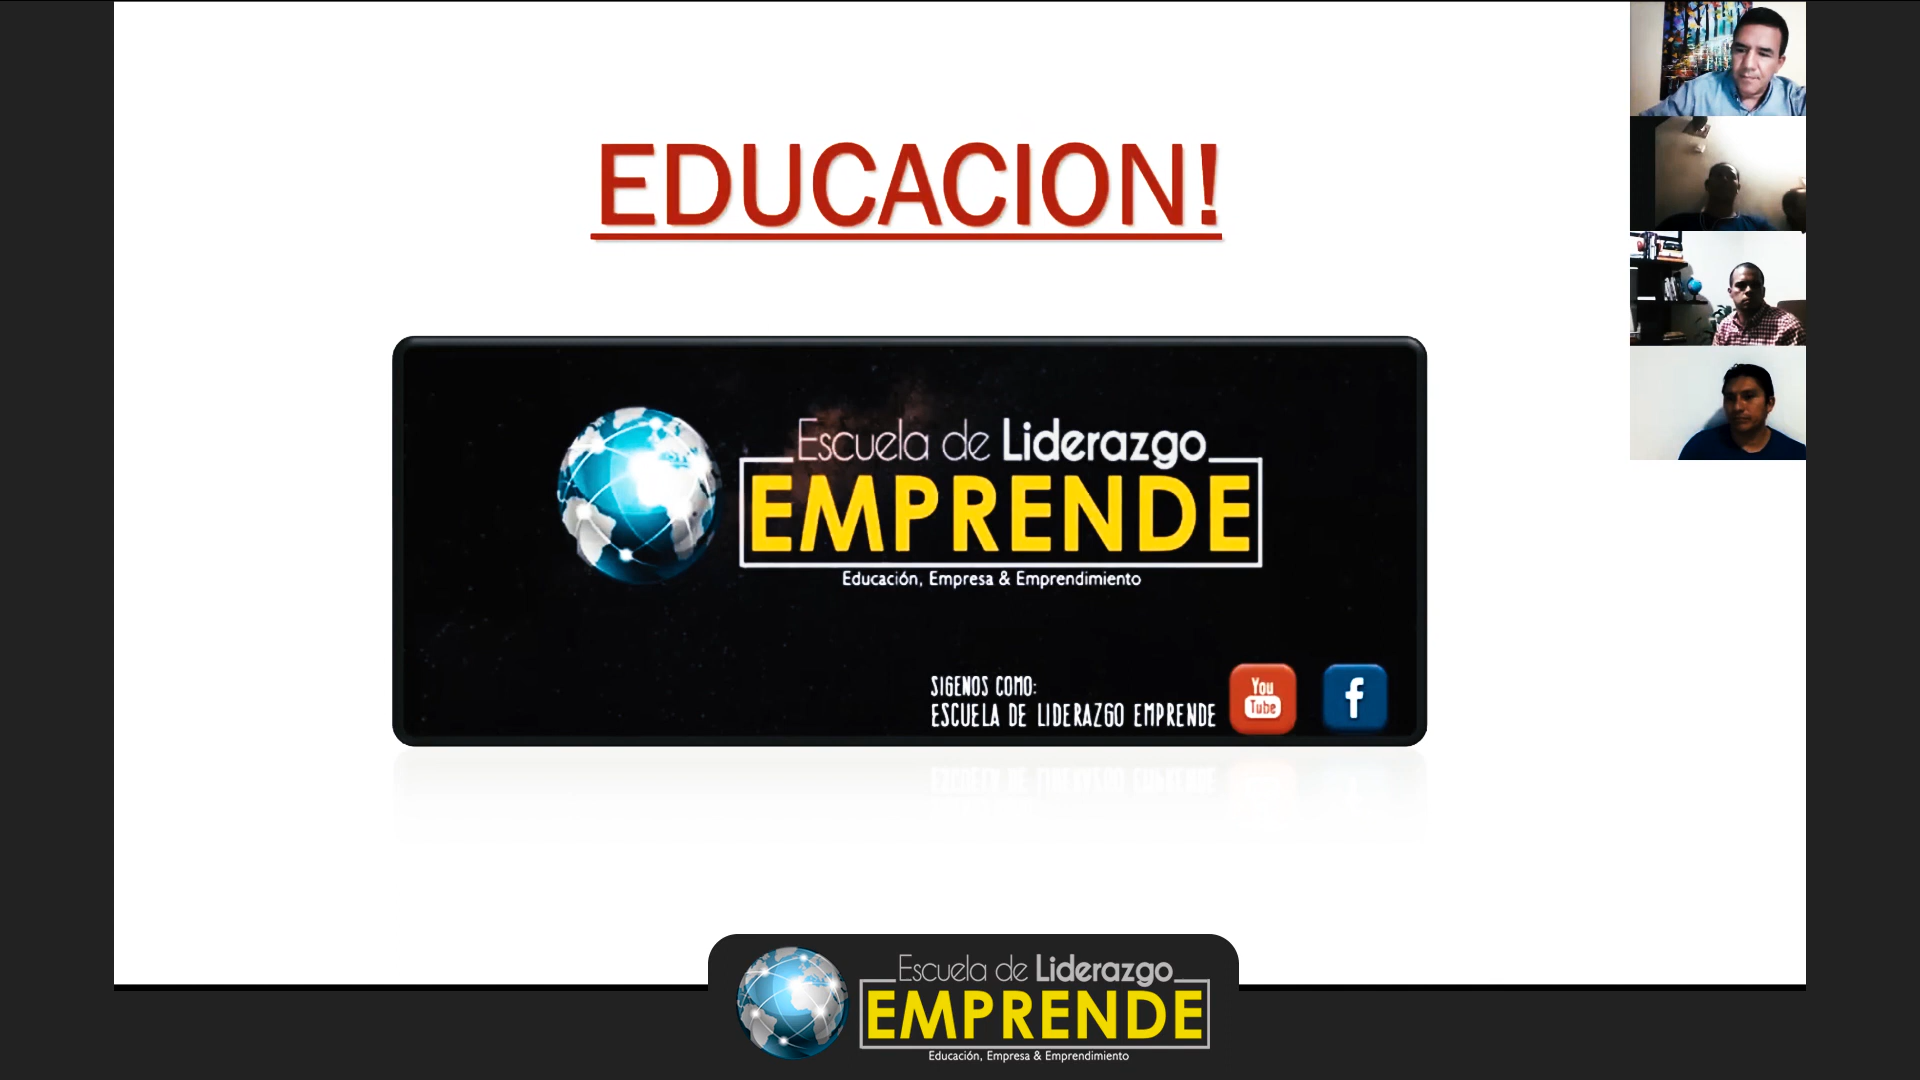 EDUCACION!
Escuela de Liderazgo
EMPRENDE
Educación, Empresa & Emprendimiento
SIGENOS COMO:
ESCUELA DE LIDERAZGO EMPRENDE
You
Tube
f
Escuela de Liderazgo
EMPRENDE
Educación, Empresa & Emprendimiento